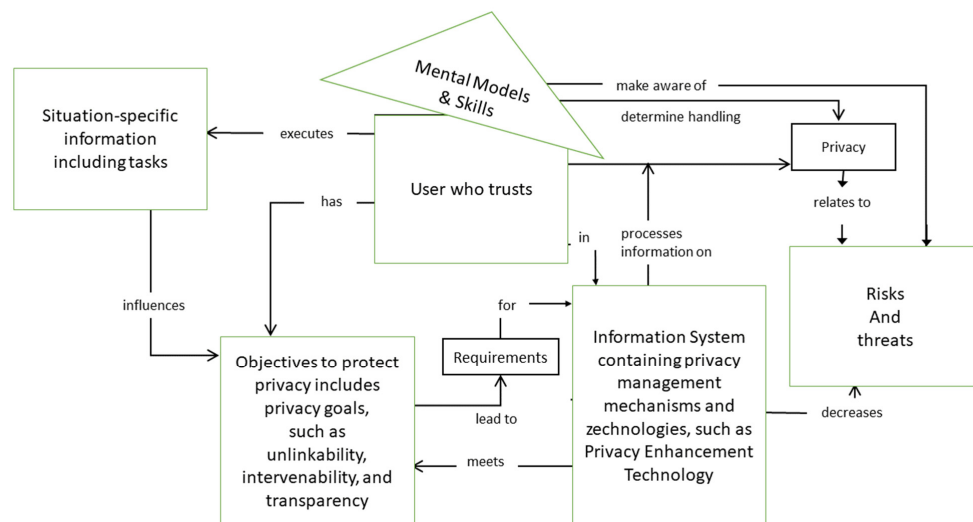 Mental Models
& Skills
make aware of
determine handling
Situation-specific
information
including tasks
executes
Privacy
User who trusts
has
relates to
in
processes
information on
influences
for
Risks
And
threats
Requirements
Objectives to protect
privacy includes
privacy goals,
such as
unlinkability,
intervenability, and
transparency
Information System
containing privacy
management
mechanisms and
zechnologies, such as
Privacy Enhancement
Technology
lead to
decreases
meets